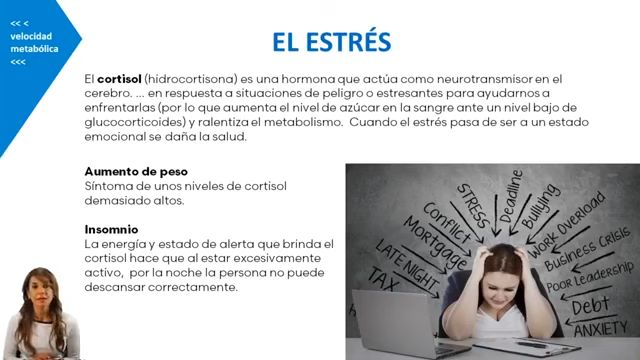 << <
velocidad
metabólica
<<<
EL ESTRÉS
El cortisol (hidrocortisona) es una hormona que actúa como neurotransmisor en el
cerebro. ... en respuesta a situaciones de peligro o estresantes para ayudarnos a
enfrentarlas (por lo que aumenta el nivel de azúcar en la sangre ante un nivel bajo de
glucocorticoides) y ralentiza el metabolismo. Cuando el estrés pasa de ser a un estado
emocional se daña la salud.
Aumento de peso
Síntoma de unos niveles de cortisol
demasiado altos.
Insomnio
La energía y estado de alerta que brinda el
cortisol hace que al estar excesivamente
activo, por la noche la persona no puede
descansar correctamente.
TAX
LATE NIGHT
MORTGAGE
Conflict
STRESS
Deadline
Bullying
WORK OVERLOAD
Business Crisis
POOR LEADERSHIP
Debt
ANXIETY